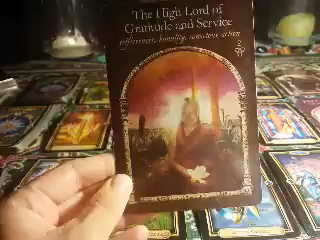 The High Lord of
Gratitude and Service
selflessness, humility, conscious action